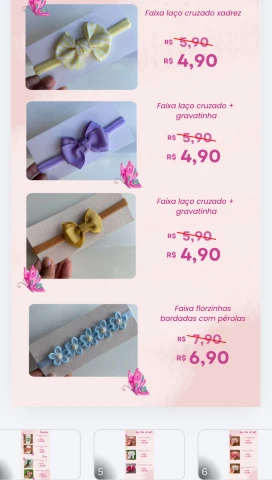 Faixa laço cruzado xadrez
R$ 5,90
R$ 4,90
Faixa laço cruzado +
gravatinha
R$ 5,90
R$ 4,90
Faixa laço cruzado +
gravatinha
R$ 5,90
R$ 4,90
Faixa florzinhas
bordadas com pérolas
R$ 7,90
R$ 6,90
5
6